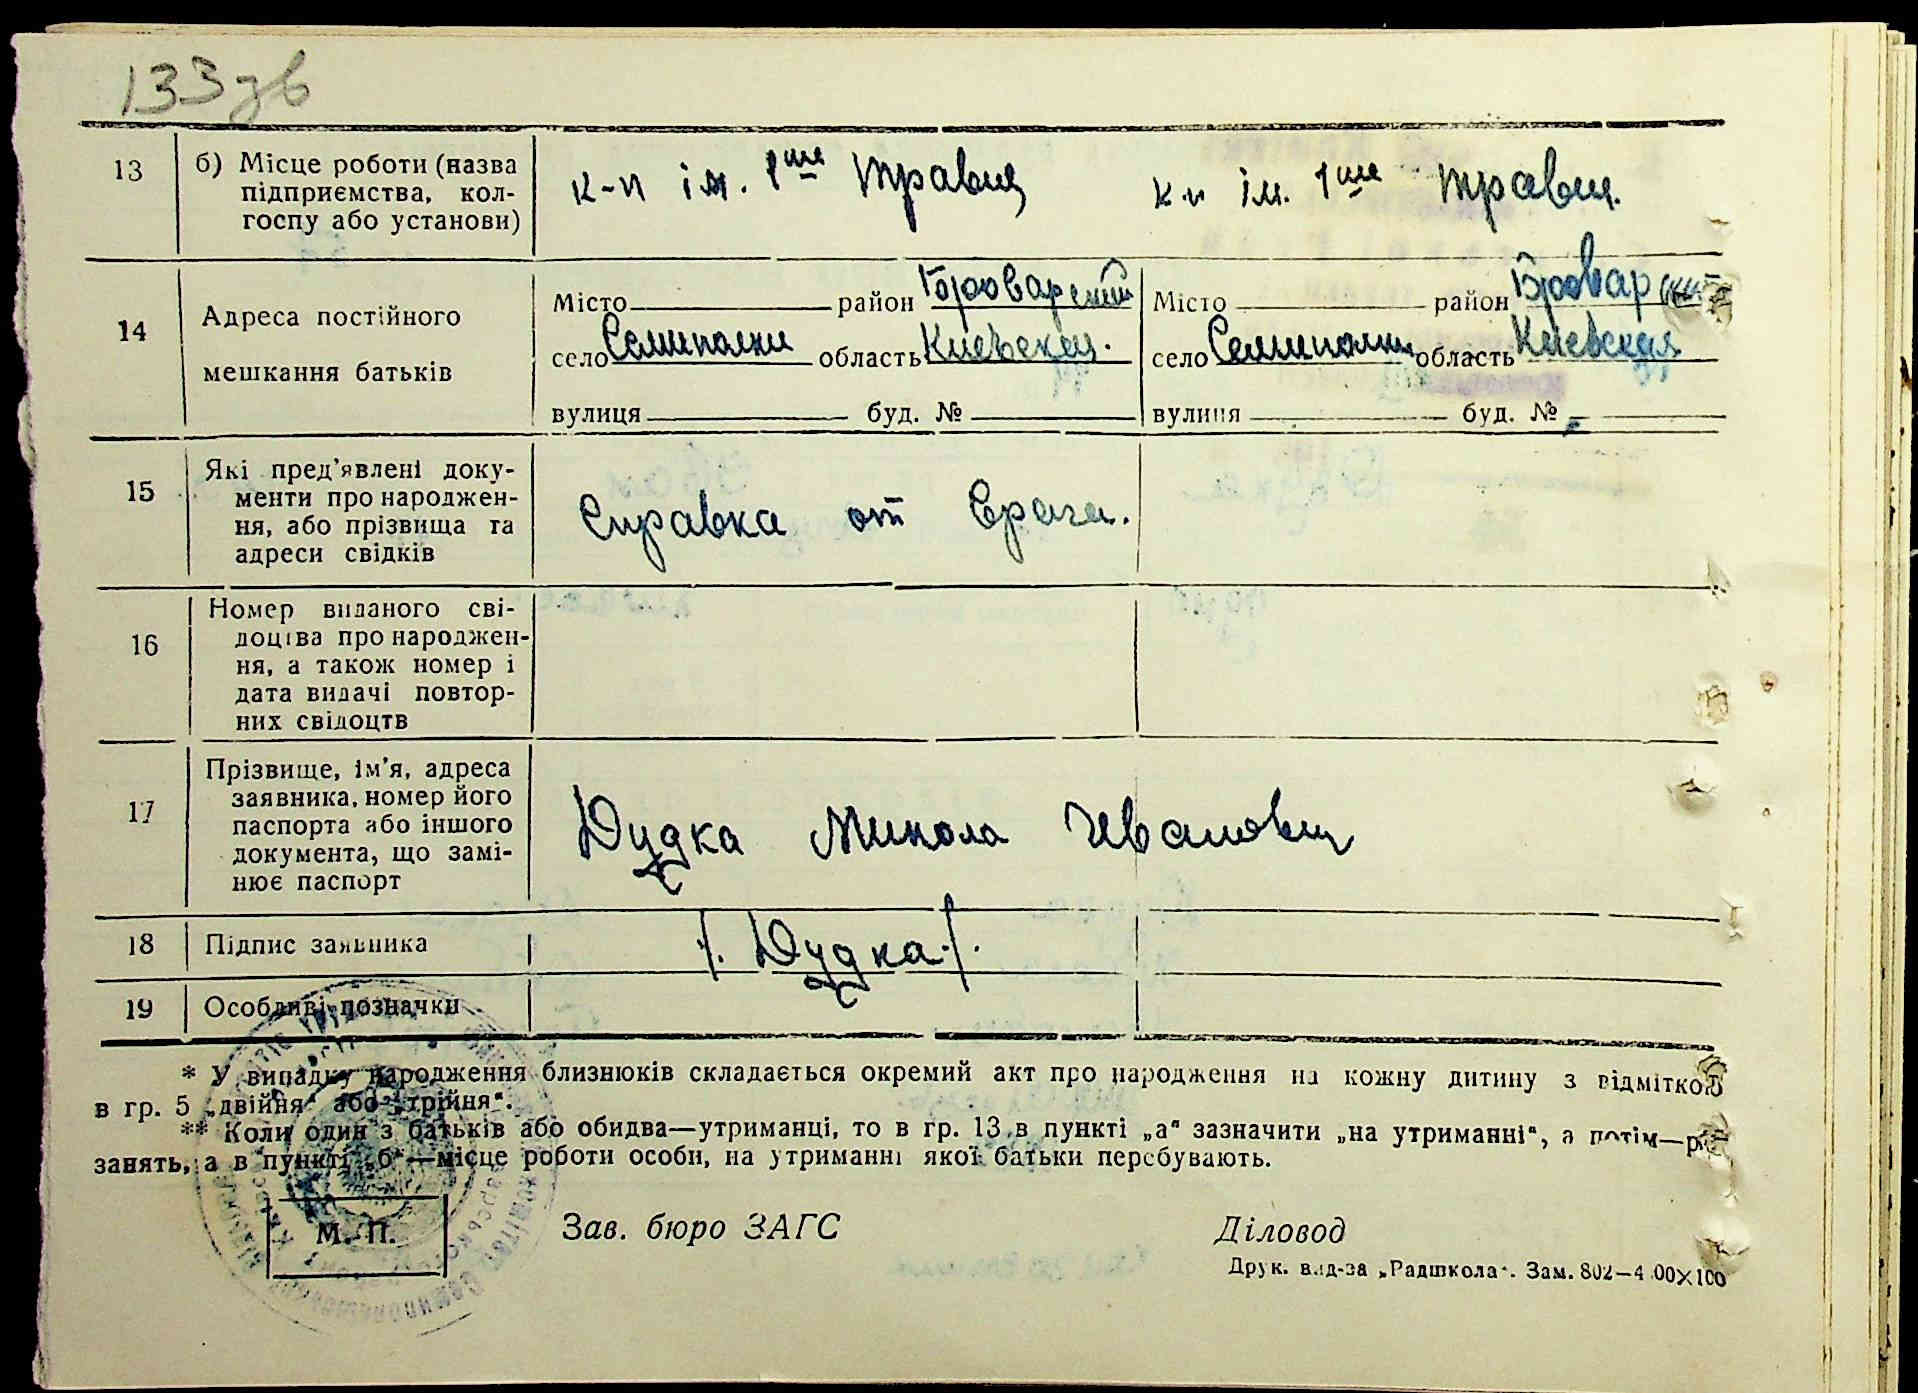 133 зв
13
б) Місце роботи (назва
підприємства, кол-
госпу або установи)
к-п ім. 1ше травня
к-п ім. 1ше травня.
14
Адреса постійного
мешкання батьків
Місто район Броварский
село Семиполки область Киевская.
вулиця буд. №
Місто район Броварский
село Семиполки область Киевская
вулиця буд. №
15
Які пред'явлені доку-
менти про народжен-
ня, або прізвища та
адреси свідків
Справка от врача.
16
Номер виданого сві-
доцтва про народжен-
ня, а також номер і
дата видачі повтор-
них свідоцтв
17
Прізвище, ім'я, адреса
заявника, номер його
паспорта або іншого
документа, що замі-
нює паспорт
Дудка Микола Иванович
18
Підпис заявника
/. Дудка ./.
19
Особливі позначки
* У випадку народження близнюків складається окремий акт про народження на кожну дитину з відміткою
в гр. 5 „двійня“ або „трійня“.
** Коли один з батьків або обидва—утриманці, то в гр. 13 в пункті „а“ зазначити „на утриманні“, а потім—
занять, а в пункті „б“—місце роботи особи, на утриманні якої батьки перебувають.
М. П.
Зав. бюро ЗАГС
Діловод
Друк. вид-ва „Радшкола“. Зам. 802—4 00×100